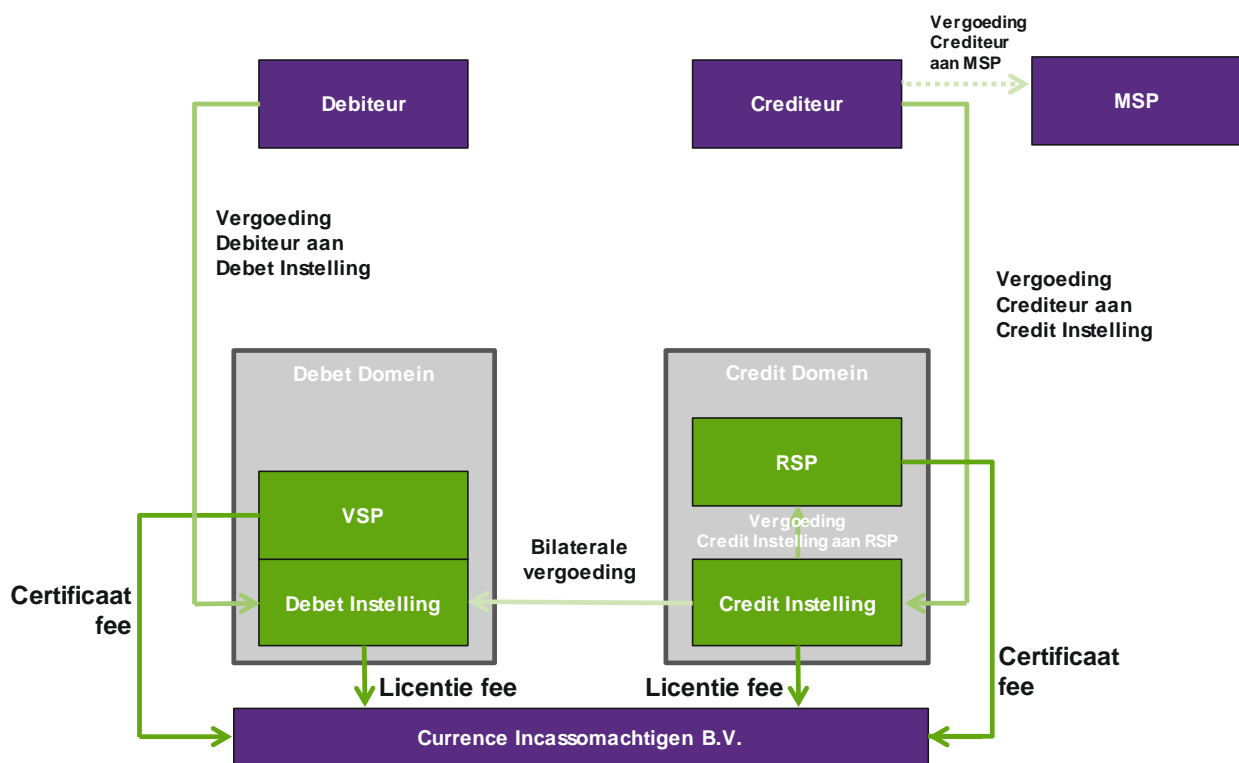 Vergoeding
Crediteur
aan MSP
Debiteur
Crediteur
MSP
Vergoeding
Debiteur aan
Debet Instelling
Vergoeding
Crediteur aan
Credit Instelling
Debet Domein
Credit Domein
RSP
VSP
Vergoeding
Credit Instelling aan RSP
Bilaterale
vergoeding
Certificaat
fee
Debet Instelling
Credit Instelling
Certificaat
fee
Licentie fee
Licentie fee
Currence Incassomachtigen B.V.